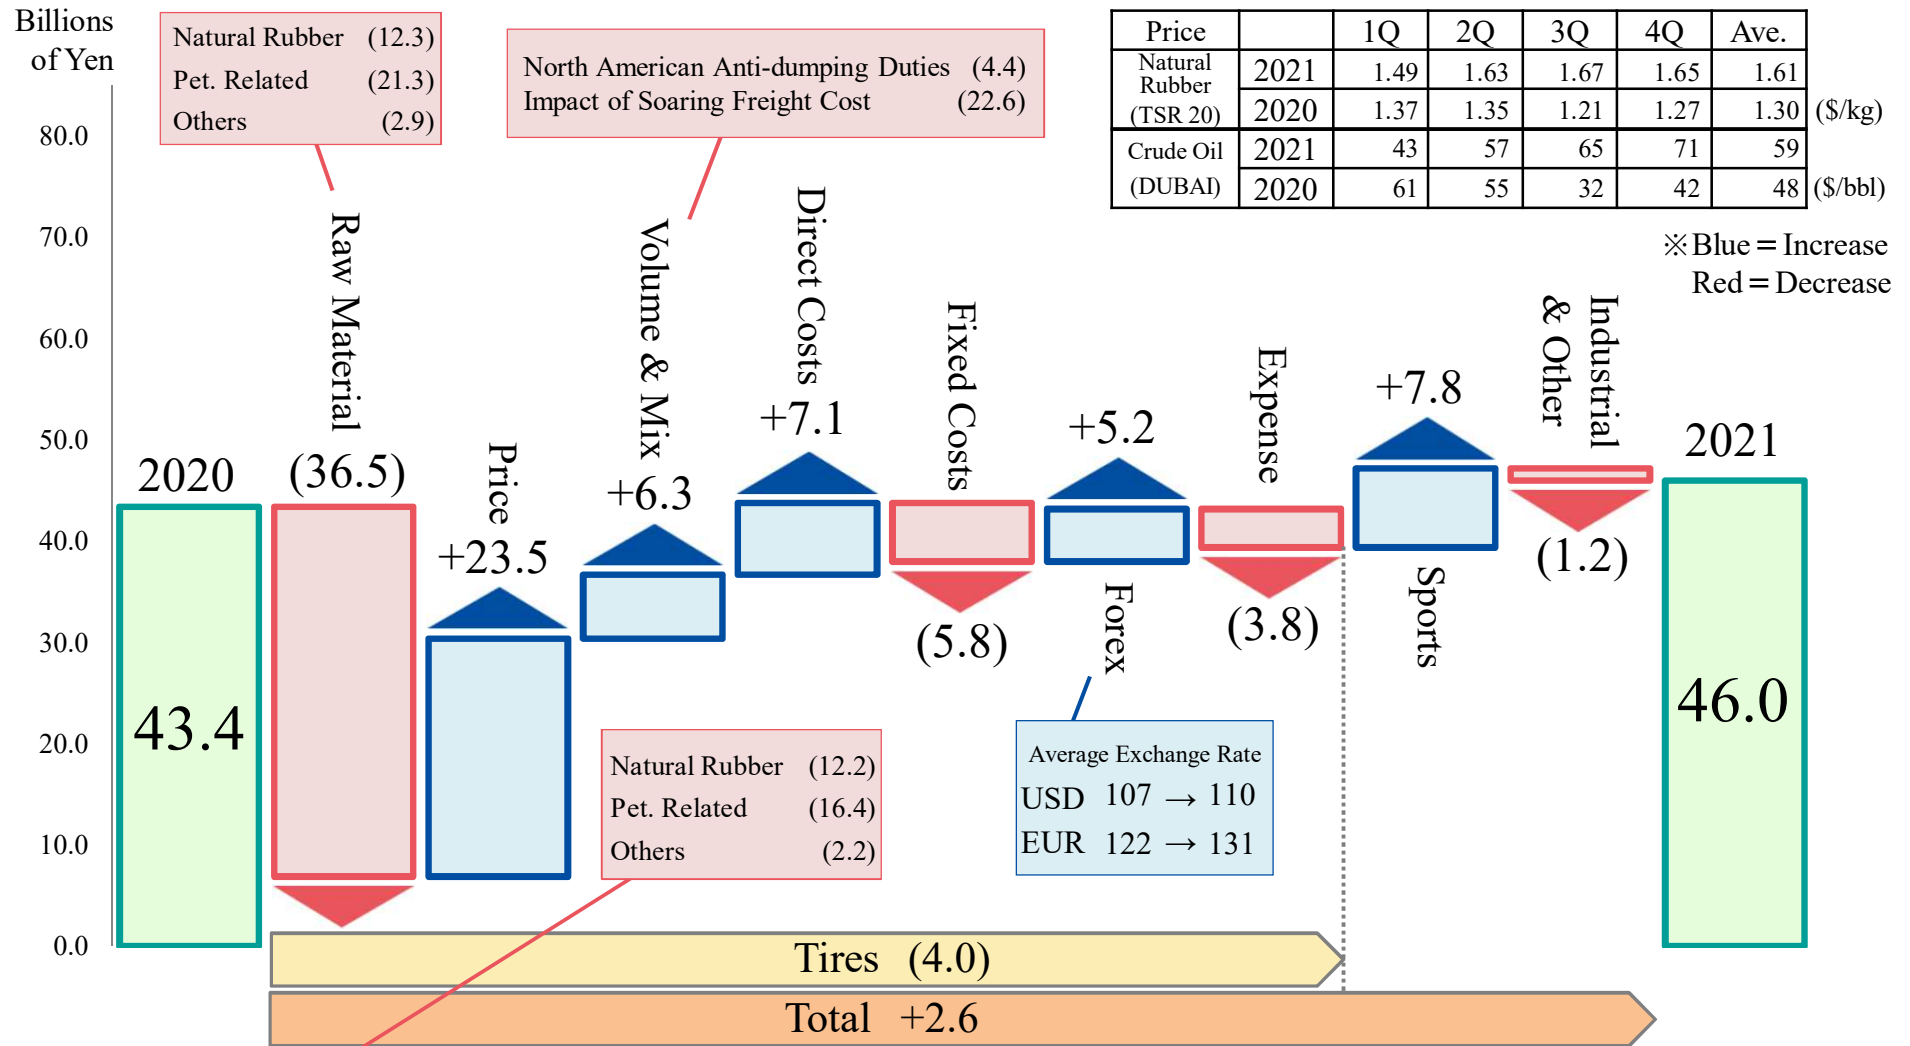 Billions
of Yen
Natural Rubber (12.3)
Pet. Related (21.3)
Others (2.9)
North American Anti-dumping Duties (4.4)
Impact of Soaring Freight Cost (22.6)
Price 1Q 2Q 3Q 4Q Ave.
Natural Rubber (TSR 20) 2021 1.49 1.63 1.67 1.65 1.61
2020 1.37 1.35 1.21 1.27 1.30 ($/kg)
Crude Oil (DUBAI) 2021 43 57 65 71 59
2020 61 55 32 42 48 ($/bbl)
※Blue=Increase
Red=Decrease
80.0
70.0
60.0
50.0
40.0
30.0
20.0
10.0
0.0
2020
43.4
Raw Material
(36.5)
Price
+23.5
Volume & Mix
+6.3
Direct Costs
+7.1
Fixed Costs
(5.8)
+5.2
Forex
Expense
(3.8)
+7.8
Sports
Industrial
& Other
(1.2)
2021
46.0
Natural Rubber (12.2)
Pet. Related (16.4)
Others (2.2)
Average Exchange Rate
USD 107 → 110
EUR 122 → 131
Tires (4.0)
Total +2.6